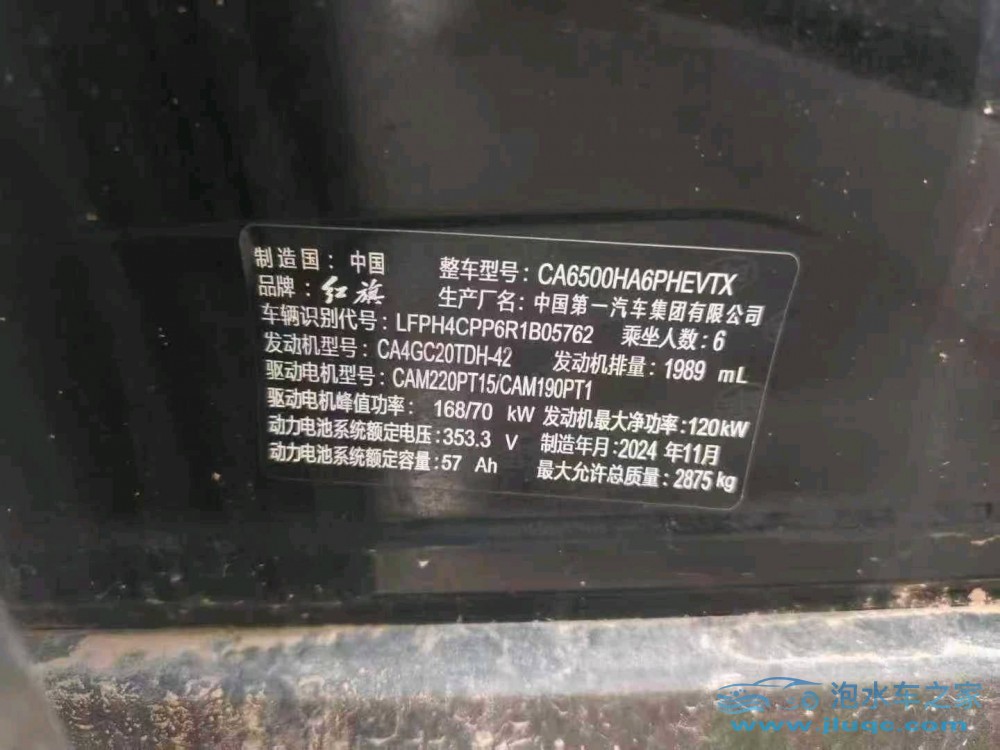 制造国：中国 整车型号：CA6500HA6PHEVTX
品牌：红旗 生产厂名：中国第一汽车集团有限公司
车辆识别代号：LFPH4CPP6R1B05762 乘坐人数：6
发动机型号：CA4GC20TDH-42 发动机排量：1989 mL
驱动电机型号：CAM220PT15/CAM190PT1
驱动电机峰值功率：168/70 kW 发动机最大净功率：120kW
动力电池系统额定电压：353.3 V 制造年月：2024 年11月
动力电池系统额定容量：57 Ah 最大允许总质量：2875 kg
泡水车之家
www.jiuqc.com